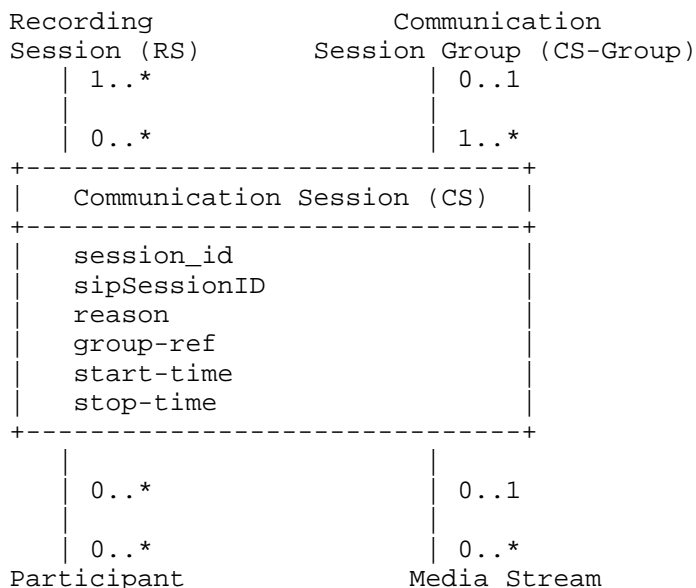 Recording Communication
Session (RS) Session Group (CS-Group)
| 1..* | 0..1
| |
| 0..* | 1..*
+-------------------------------+
| Communication Session (CS) |
+-------------------------------+
| session_id |
| sipSessionID |
| reason |
| group-ref |
| start-time |
| stop-time |
+-------------------------------+
| |
| 0..* | 0..1
| |
| 0..* | 0..*
Participant Media Stream